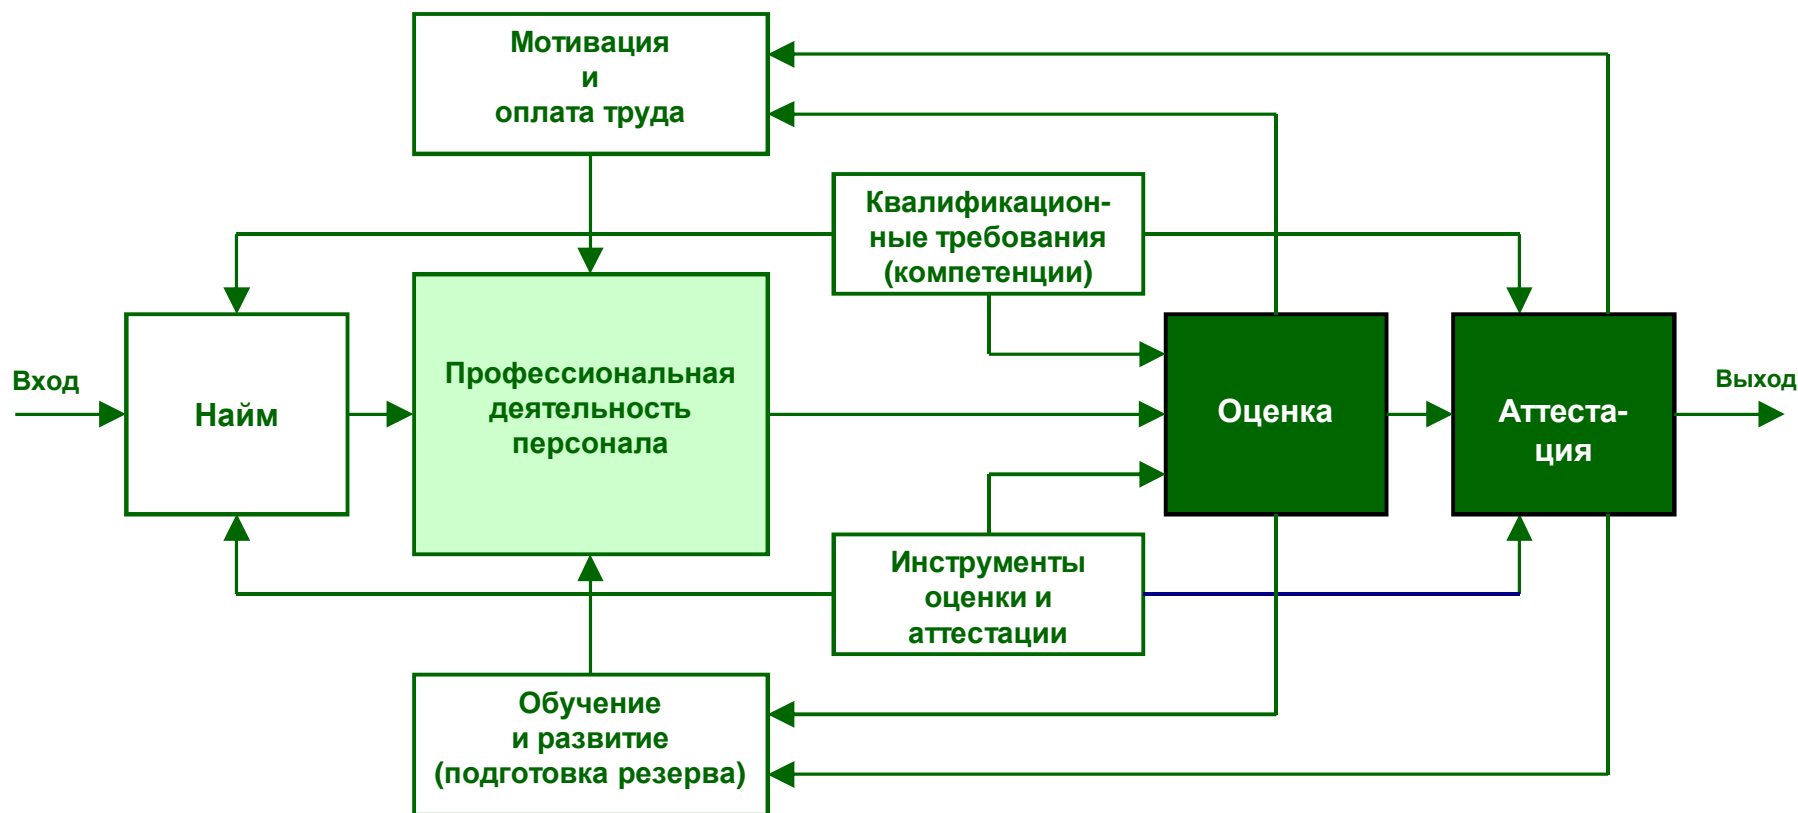 Мотивация
и
оплата труда
Квалификацион-
ные требования
(компетенции)
Вход
Найм
Профессиональная
деятельность
персонала
Оценка
Аттеста-
ция
Выход
Инструменты
оценки и
аттестации
Обучение
и развитие
(подготовка резерва)